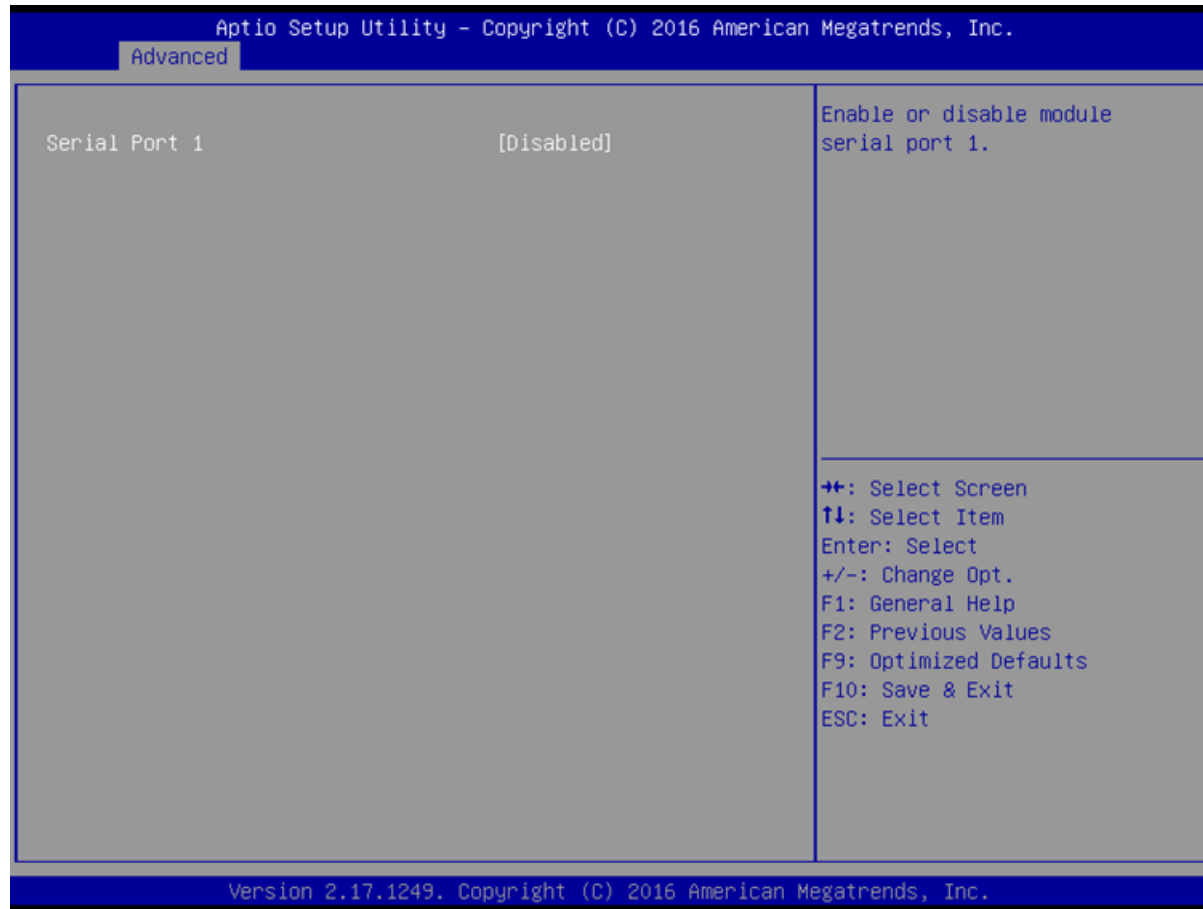 Aptio Setup Utility – Copyright (C) 2016 American Megatrends, Inc.
Advanced
Serial Port 1 [Disabled]
Enable or disable module
serial port 1.
→←: Select Screen
↑↓: Select Item
Enter: Select
+/-: Change Opt.
F1: General Help
F2: Previous Values
F9: Optimized Defaults
F10: Save & Exit
ESC: Exit
Version 2.17.1249. Copyright (C) 2016 American Megatrends, Inc.